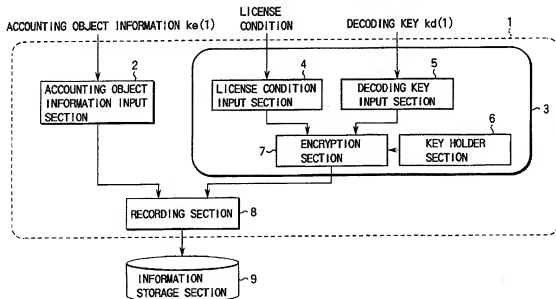 ACCOUNTING OBJECT INFORMATION ke(1)
LICENSE
CONDITION
DECODING KEY kd(1)
1
2
ACCOUNTING OBJECT
INFORMATION INPUT
SECTION
4
LICENSE CONDITION
INPUT SECTION
5
DECODING KEY
INPUT SECTION
3
6
KEY HOLDER
SECTION
7
ENCRYPTION
SECTION
RECORDING SECTION
8
INFORMATION
STORAGE SECTION
9